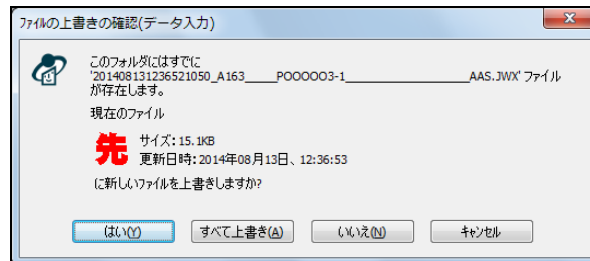 ファイルの上書きの確認(データ入力)
このフォルダにはすでに
'201408131236521050_A163_____P000003-1____________________AAS.JWX' ファイル
が存在します。
現在のファイル
先
サイズ: 15.1KB
更新日時: 2014年08月13日、12:36:53
に新しいファイルを上書きしますか?
はい(Y) すべて上書き(A) いいえ(N) キャンセル